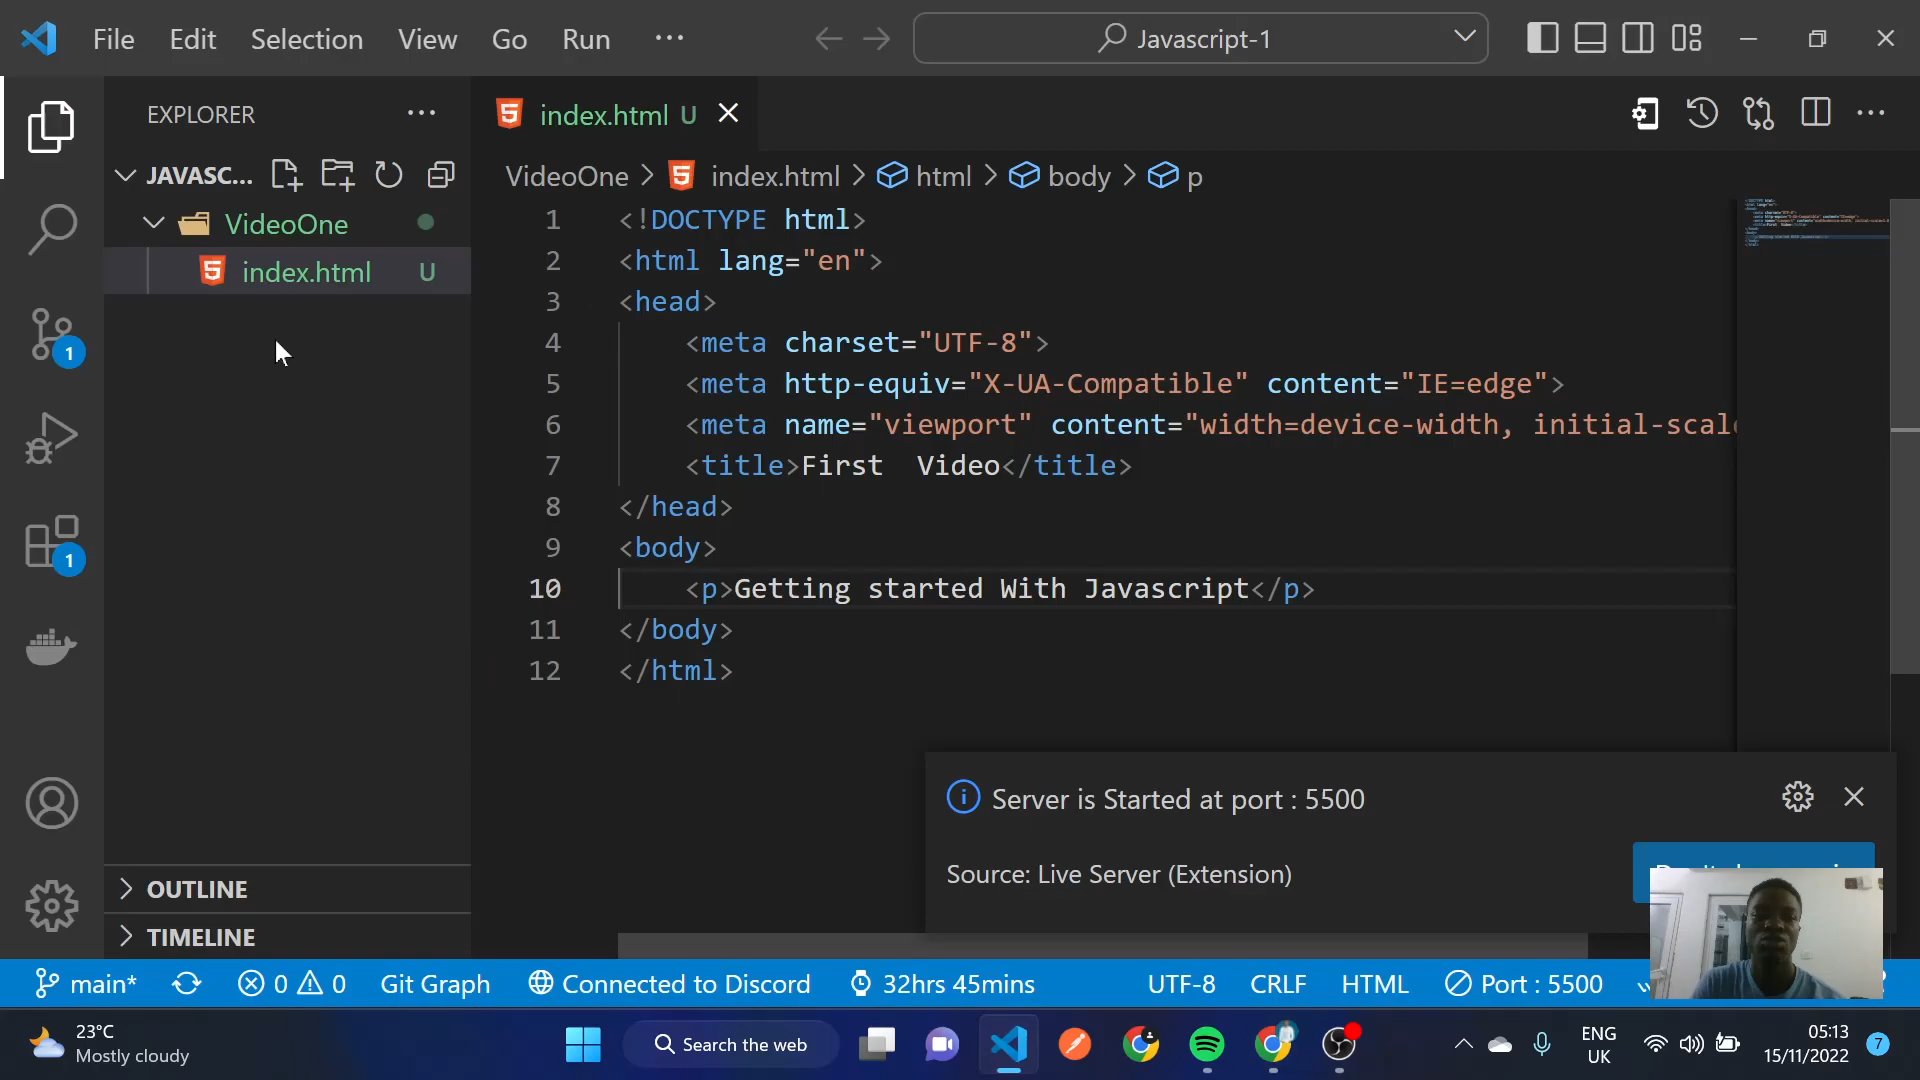 File Edit Selection View Go Run ···
Javascript-1
EXPLORER
index.html U
JAVASC...
VideoOne > index.html > html > body > p
VideoOne
index.html U
1 <!DOCTYPE html>
2 <html lang="en">
3 <head>
4 <meta charset="UTF-8">
5 <meta http-equiv="X-UA-Compatible" content="IE=edge">
6 <meta name="viewport" content="width=device-width, initial-scale
7 <title>First  Video</title>
8 </head>
9 <body>
10 <p>Getting started With Javascript</p>
11 </body>
12 </html>
1
1
Server is Started at port : 5500
Source: Live Server (Extension)
OUTLINE
TIMELINE
main* 0 0 Git Graph Connected to Discord 32hrs 45mins UTF-8 CRLF HTML Port : 5500
23°C
Mostly cloudy
Search the web
ENG
UK
05:13
15/11/2022
7